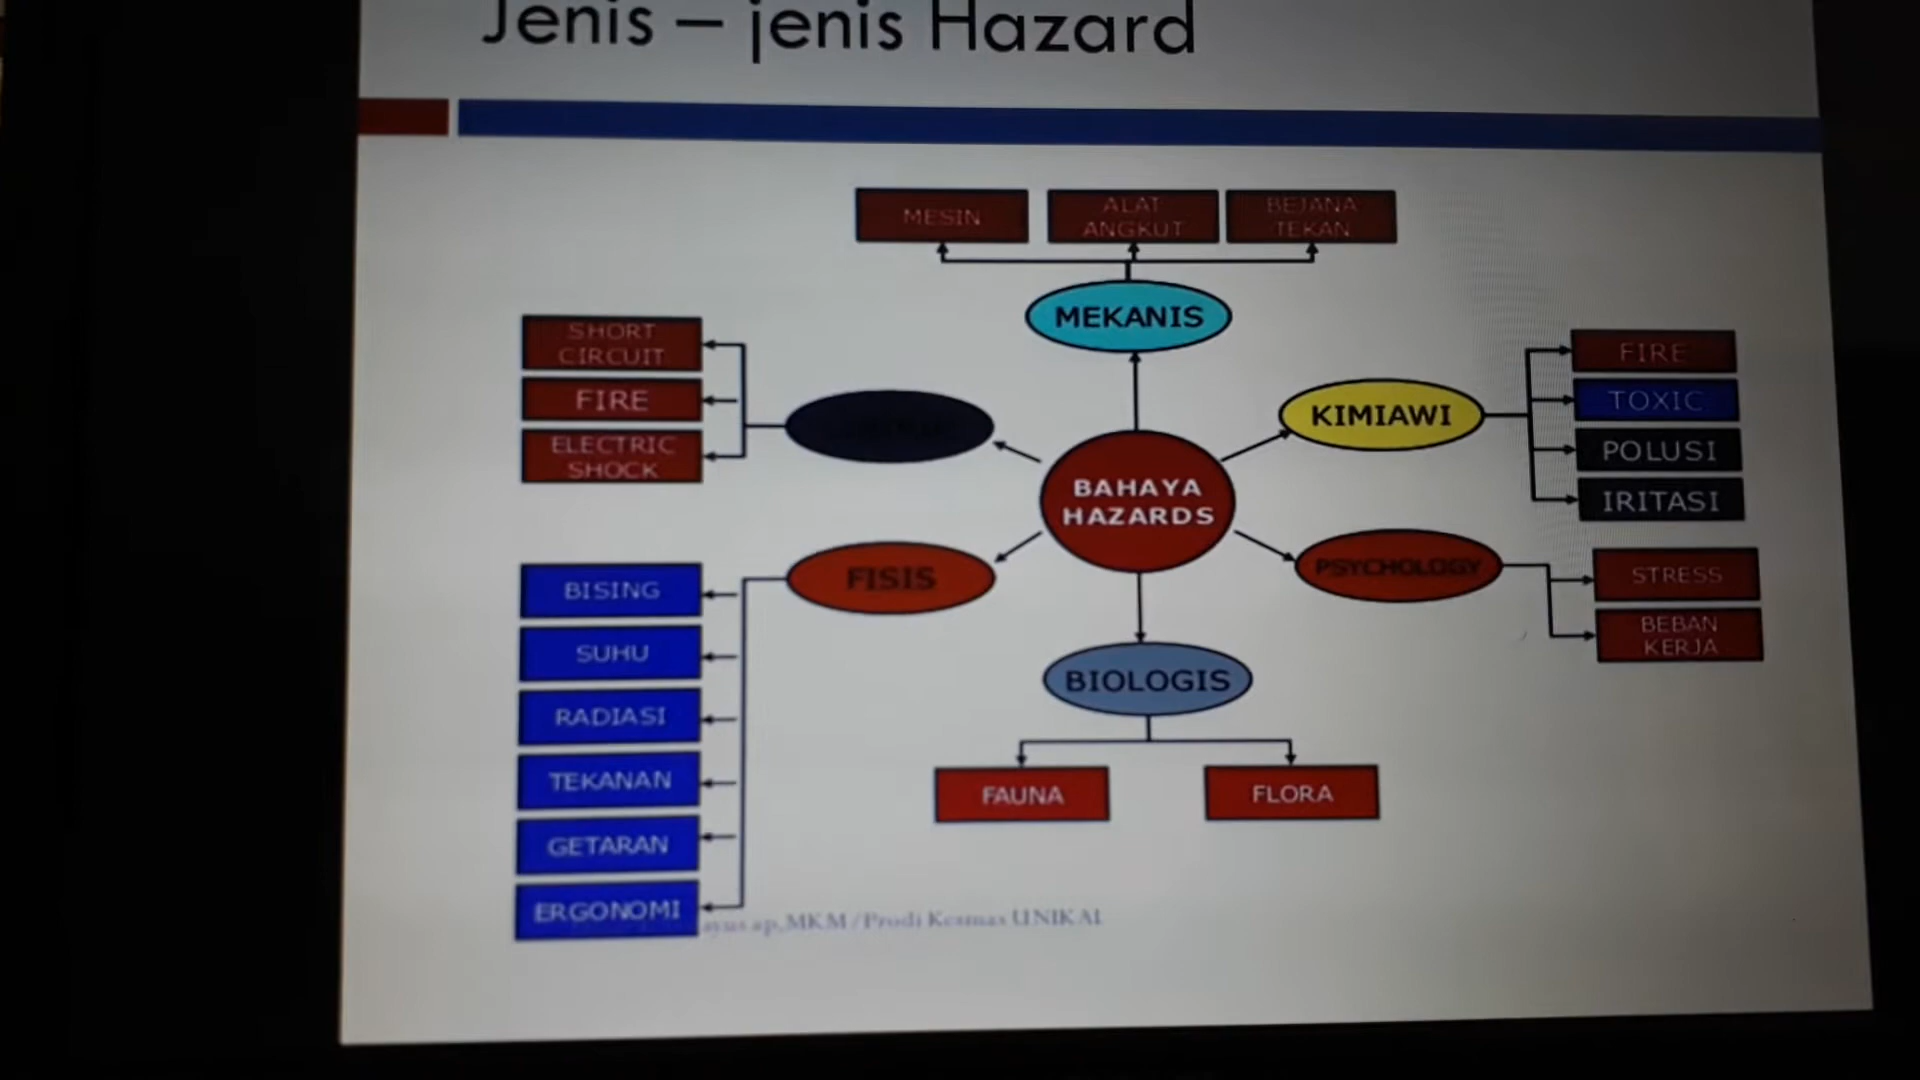 Jenis – jenis Hazard
MESIN
ALAT
ANGKUT
BEJANA
TEKAN
MEKANIS
SHORT
CIRCUIT
FIRE
ELECTRIC
SHOCK
KIMIAWI
FIRE
TOXIC
POLUSI
IRITASI
BAHAYA
HAZARDS
FISIS
BISING
SUHU
RADIASI
TEKANAN
GETARAN
ERGONOMI
PSYCHOLOGY
STRESS
BEBAN
KERJA
BIOLOGIS
FAUNA
FLORA
ap,MKM/Prodi Kesmas UNIKAL